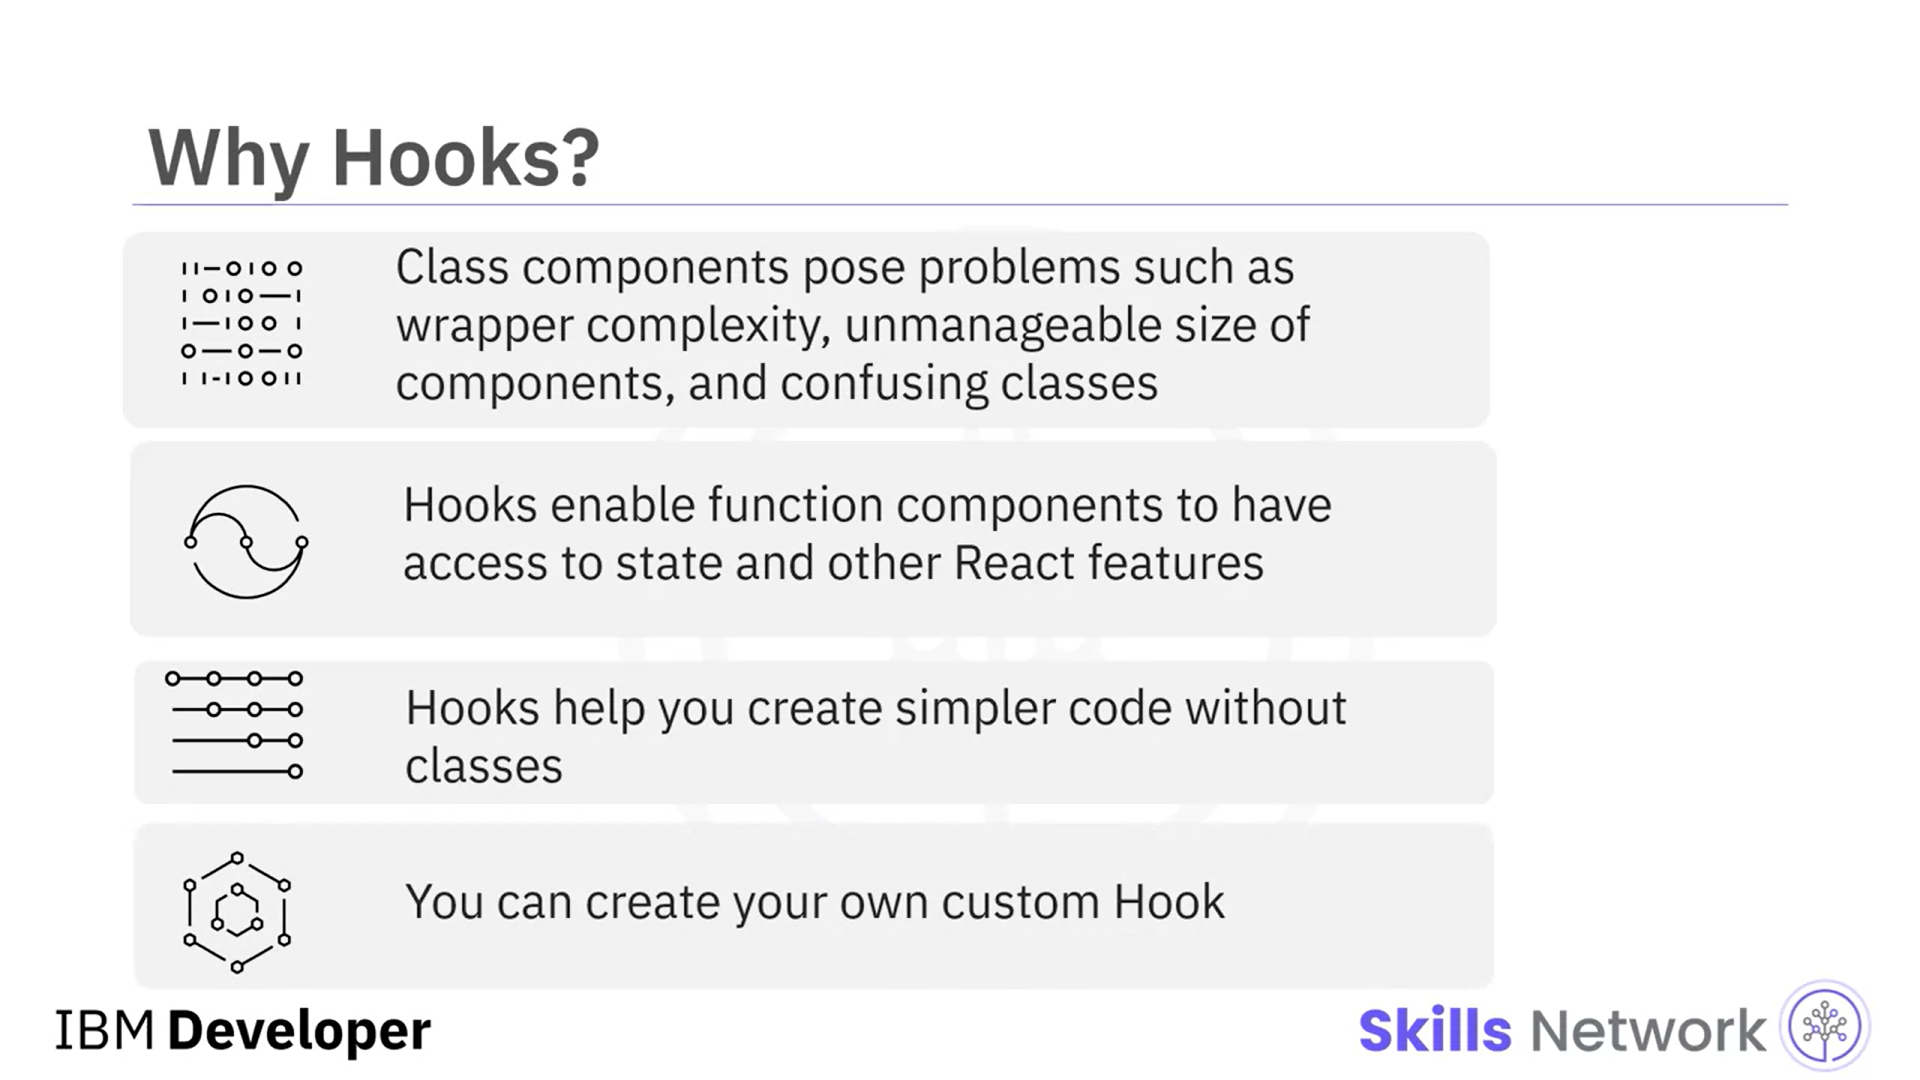 Why Hooks?
Class components pose problems such as
wrapper complexity, unmanageable size of
components, and confusing classes
Hooks enable function components to have
access to state and other React features
Hooks help you create simpler code without
classes
You can create your own custom Hook
IBM Developer
Skills Network